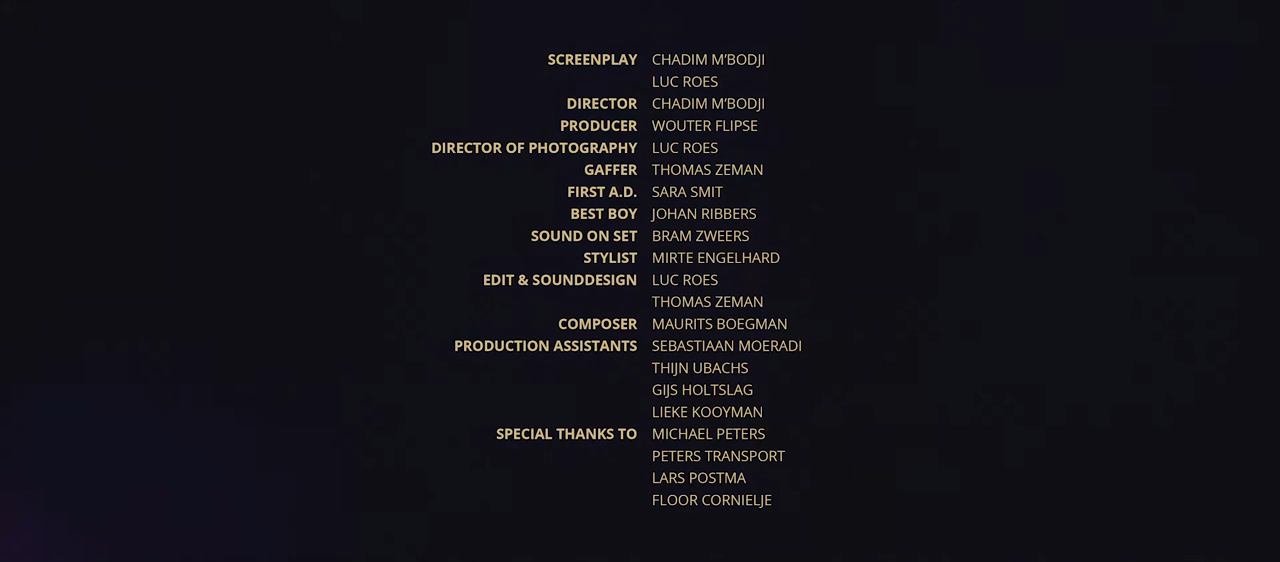 SCREENPLAY CHADIM M’BODJI
LUC ROES
DIRECTOR CHADIM M’BODJI
PRODUCER WOUTER FLIPSE
DIRECTOR OF PHOTOGRAPHY LUC ROES
GAFFER THOMAS ZEMAN
FIRST A.D. SARA SMIT
BEST BOY JOHAN RIBBERS
SOUND ON SET BRAM ZWEERS
STYLIST MIRTE ENGELHARD
EDIT & SOUNDDESIGN LUC ROES
THOMAS ZEMAN
COMPOSER MAURITS BOEGMAN
PRODUCTION ASSISTANTS SEBASTIAAN MOERADI
THIJN UBACHS
GIJS HOLTSLAG
LIEKE KOOYMAN
SPECIAL THANKS TO MICHAEL PETERS
PETERS TRANSPORT
LARS POSTMA
FLOOR CORNIELJE